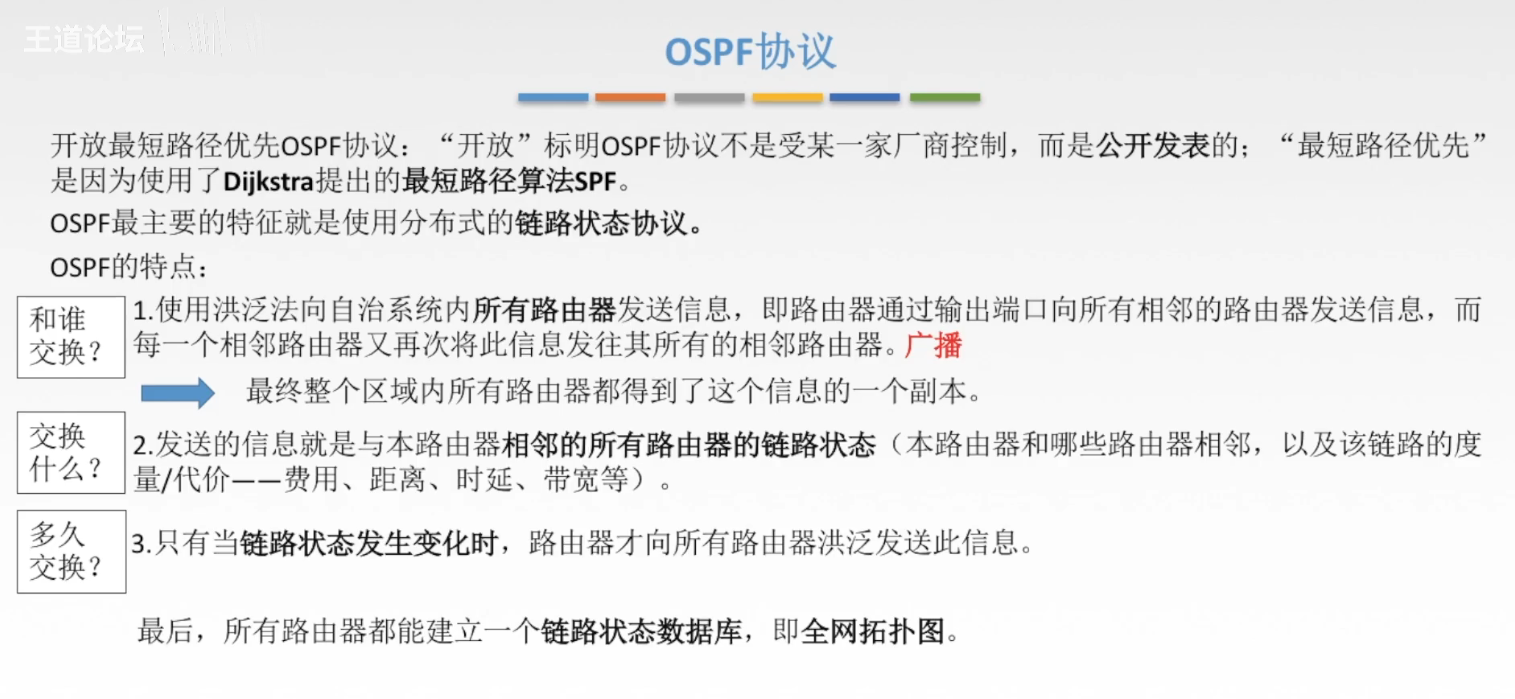 王道论坛
OSPF协议
开放最短路径优先OSPF协议：“开放”标明OSPF协议不是受某一家厂商控制，而是公开发表的；“最短路径优先”
是因为使用了Dijkstra提出的最短路径算法SPF。
OSPF最主要的特征就是使用分布式的链路状态协议。
OSPF的特点：
和谁
交换？
1.使用洪泛法向自治系统内所有路由器发送信息，即路由器通过输出端口向所有相邻的路由器发送信息，而
每一个相邻路由器又再次将此信息发往其所有的相邻路由器。广播
最终整个区域内所有路由器都得到了这个信息的一个副本。
交换
什么？
2.发送的信息就是与本路由器相邻的所有路由器的链路状态（本路由器和哪些路由器相邻，以及该链路的度
量/代价——费用、距离、时延、带宽等）。
多久
交换？
3.只有当链路状态发生变化时，路由器才向所有路由器洪泛发送此信息。
最后，所有路由器都能建立一个链路状态数据库，即全网拓扑图。